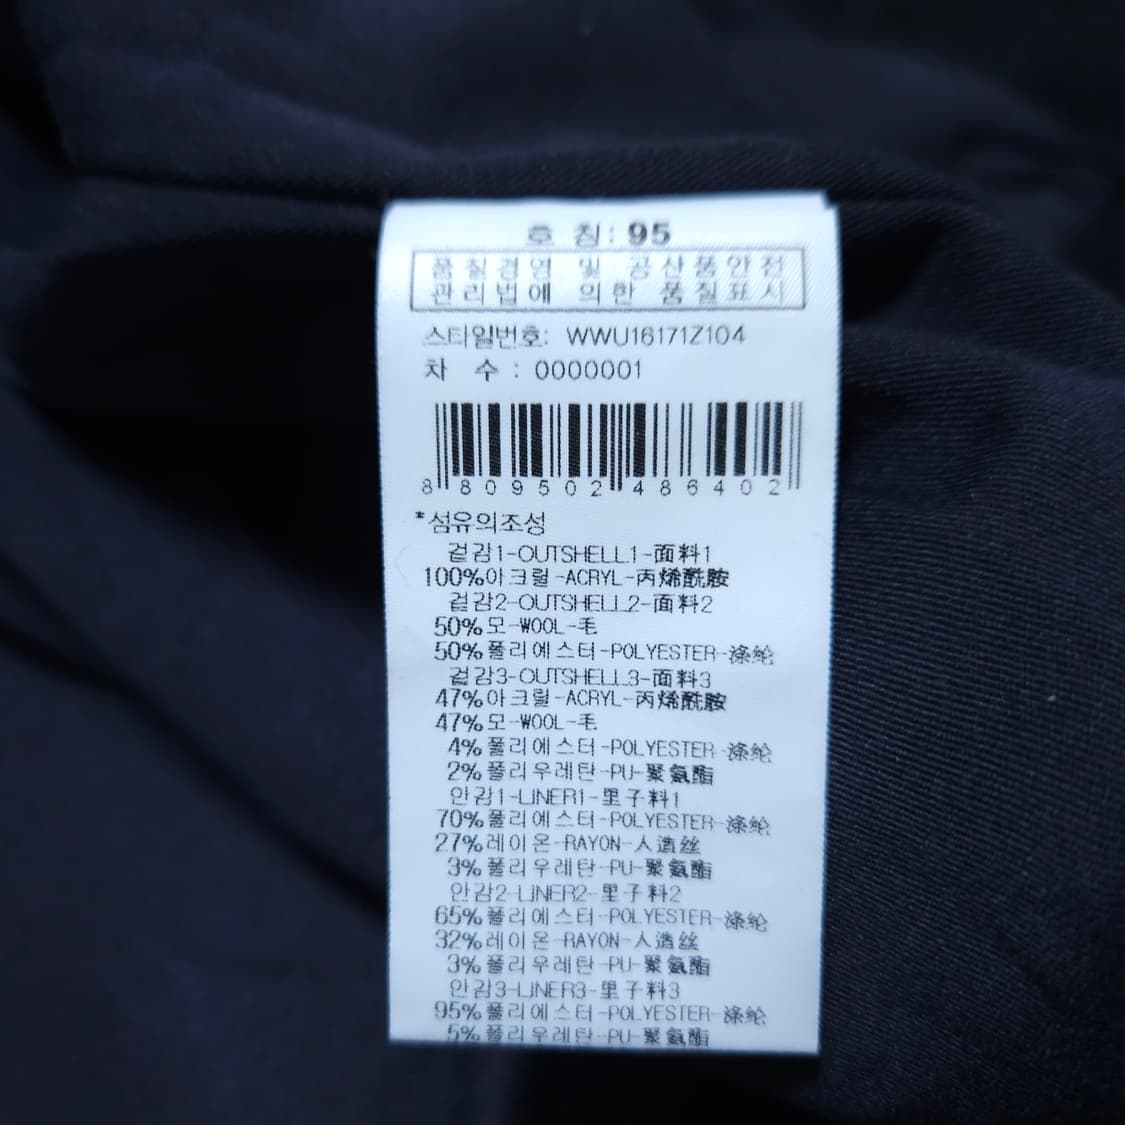 호 칭: 95
품질경영 및 공산품안전
관리법에 의한 품질표시
스타일번호: WWU16171Z104
차 수 : 0000001
8 809502 486402
*섬유의조성
겉감1-OUTSHELL1-面料1
100%아크릴-ACRYL-丙烯酰胺
겉감2-OUTSHELL2-面料2
50%모-WOOL-毛
50%폴리에스터-POLYESTER-涤纶
겉감3-OUTSHELL3-面料3
47%아크릴-ACRYL-丙烯酰胺
47%모-WOOL-毛
4%폴리에스터-POLYESTER-涤纶
2%폴리우레탄-PU-聚氨酯
안감1-LINER1-里子料1
70%폴리에스터-POLYESTER-涤纶
27%레이온-RAYON-人造丝
3%폴리우레탄-PU-聚氨酯
안감2-LINER2-里子料2
65%폴리에스터-POLYESTER-涤纶
32%레이온-RAYON-人造丝
3%폴리우레탄-PU-聚氨酯
안감3-LINER3-里子料3
95%폴리에스터-POLYESTER-涤纶
5%폴리우레탄-PU-聚氨酯